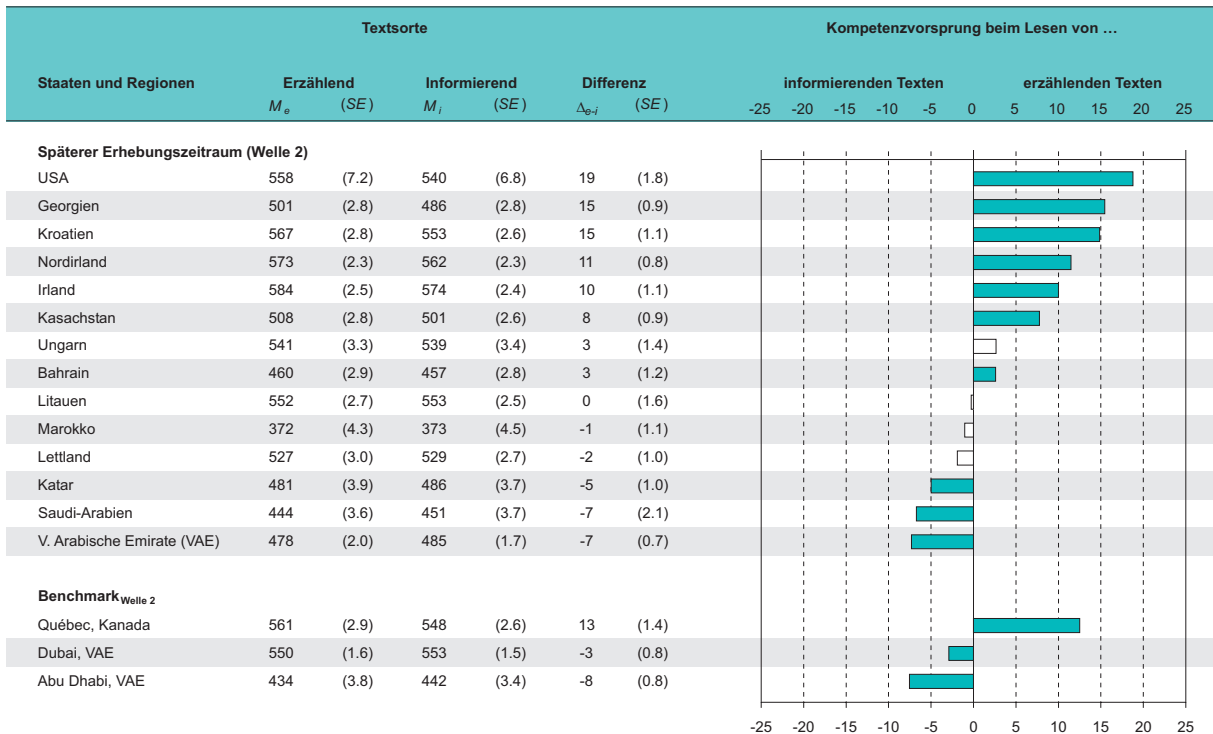 Textsorte Kompetenzvorsprung beim Lesen von …
Staaten und Regionen Erzählend Informierend Differenz informierenden Texten erzählenden Texten
M e (SE) M i (SE) Δe-i (SE) -25 -20 -15 -10 -5 0 5 10 15 20 25
Späterer Erhebungszeitraum (Welle 2)
USA 558 (7.2) 540 (6.8) 19 (1.8)
Georgien 501 (2.8) 486 (2.8) 15 (0.9)
Kroatien 567 (2.8) 553 (2.6) 15 (1.1)
Nordirland 573 (2.3) 562 (2.3) 11 (0.8)
Irland 584 (2.5) 574 (2.4) 10 (1.1)
Kasachstan 508 (2.8) 501 (2.6) 8 (0.9)
Ungarn 541 (3.3) 539 (3.4) 3 (1.4)
Bahrain 460 (2.9) 457 (2.8) 3 (1.2)
Litauen 552 (2.7) 553 (2.5) 0 (1.6)
Marokko 372 (4.3) 373 (4.5) -1 (1.1)
Lettland 527 (3.0) 529 (2.7) -2 (1.0)
Katar 481 (3.9) 486 (3.7) -5 (1.0)
Saudi-Arabien 444 (3.6) 451 (3.7) -7 (2.1)
V. Arabische Emirate (VAE) 478 (2.0) 485 (1.7) -7 (0.7)
Benchmark Welle 2
Québec, Kanada 561 (2.9) 548 (2.6) 13 (1.4)
Dubai, VAE 550 (1.6) 553 (1.5) -3 (0.8)
Abu Dhabi, VAE 434 (3.8) 442 (3.4) -8 (0.8)
-25 -20 -15 -10 -5 0 5 10 15 20 25